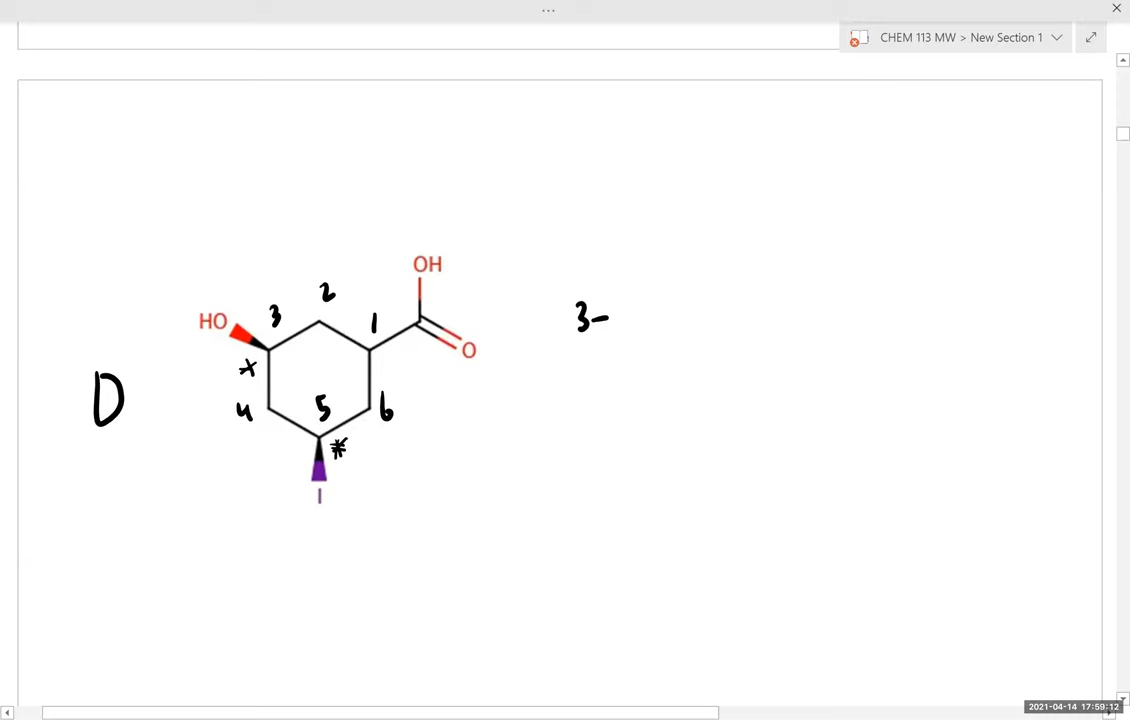 ...
CHEM 113 MW > New Section 1
OH
2
HO 3 1 3-
O
*
D 4 5 6
*
I
2021-04-14 17:59:12